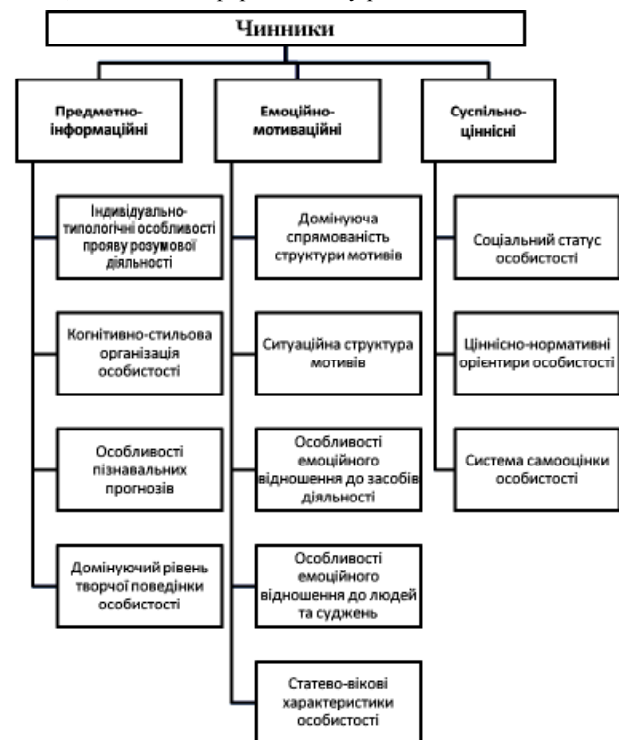 Чинники
Предметно-
інформаційні
Емоційно-
мотиваційні
Суспільно-
ціннісні
Індивідуально-
типологічні особливості
прояву розумової
діяльності
Когнітивно-стильова
організація
особистості
Особливості
пізнавальних
прогнозів
Домінуючий рівень
творчої поведінки
особистості
Домінуюча
спрямованість
структури мотивів
Ситуаційна структура
мотивів
Особливості
емоційного
відношення до засобів
діяльності
Особливості
емоційного
відношення до людей
та суджень
Статево-вікові
характеристики
особистості
Соціальний статус
особистості
Ціннісно-нормативні
орієнтири особистості
Система самооцінки
особистості